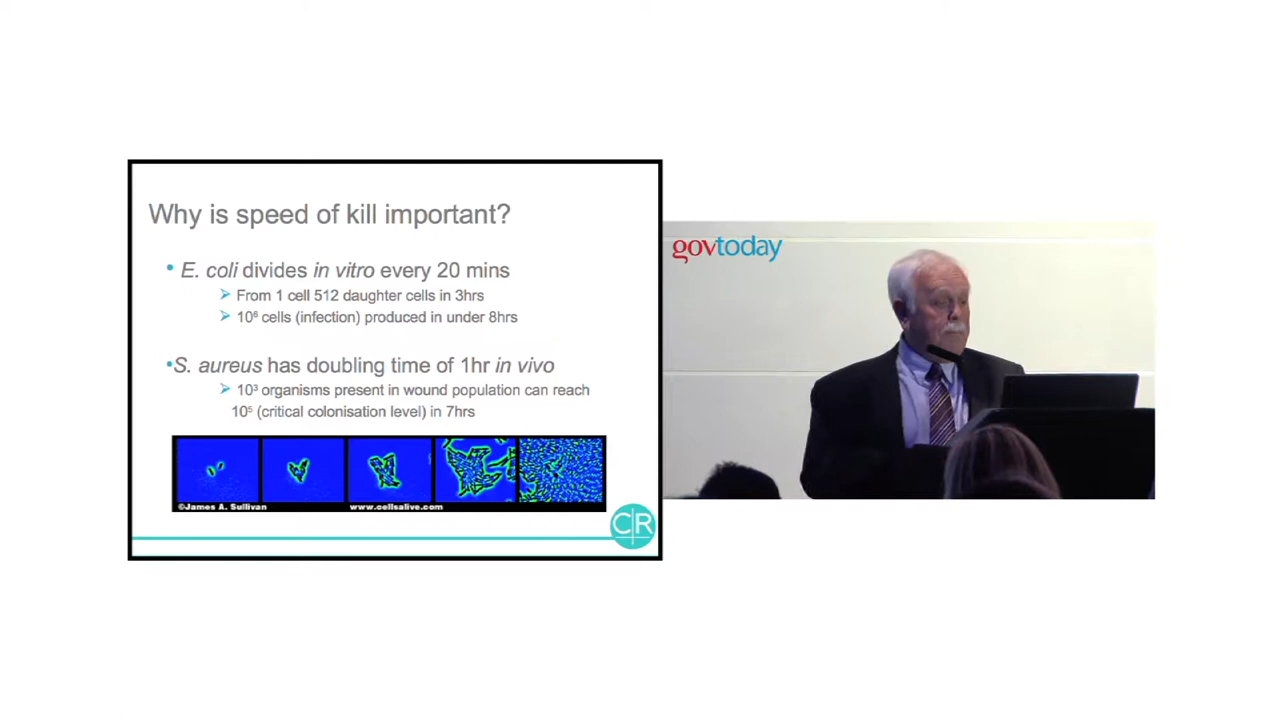 Why is speed of kill important?
• E. coli divides in vitro every 20 mins
➢ From 1 cell 512 daughter cells in 3hrs
➢ 10⁶ cells (infection) produced in under 8hrs
•S. aureus has doubling time of 1hr in vivo
➢ 10³ organisms present in wound population can reach
10⁵ (critical colonisation level) in 7hrs
©James A. Sullivan www.cellsalive.com
C|R
govtoday